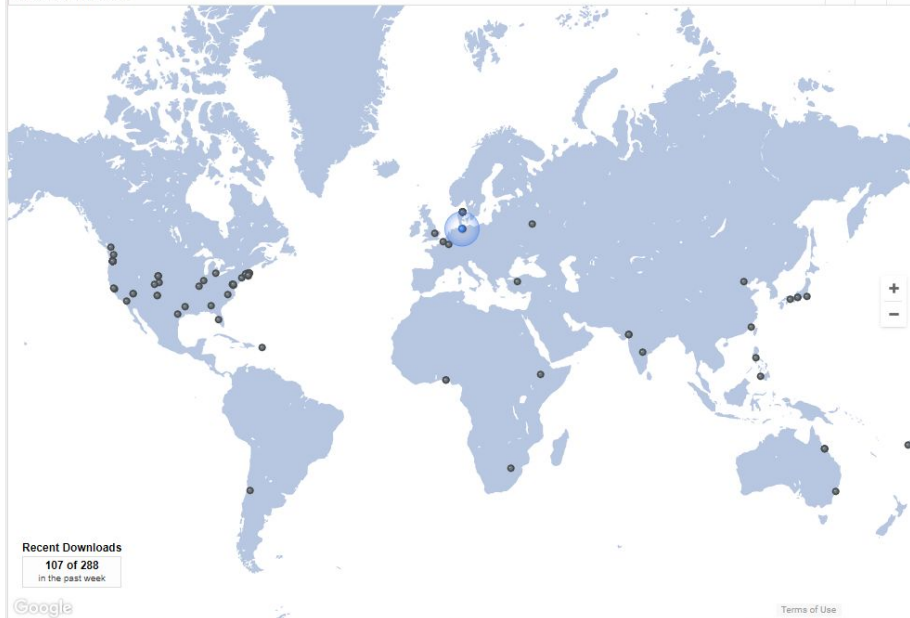 +
−
Recent Downloads
107 of 288
in the past week
Google
Terms of Use